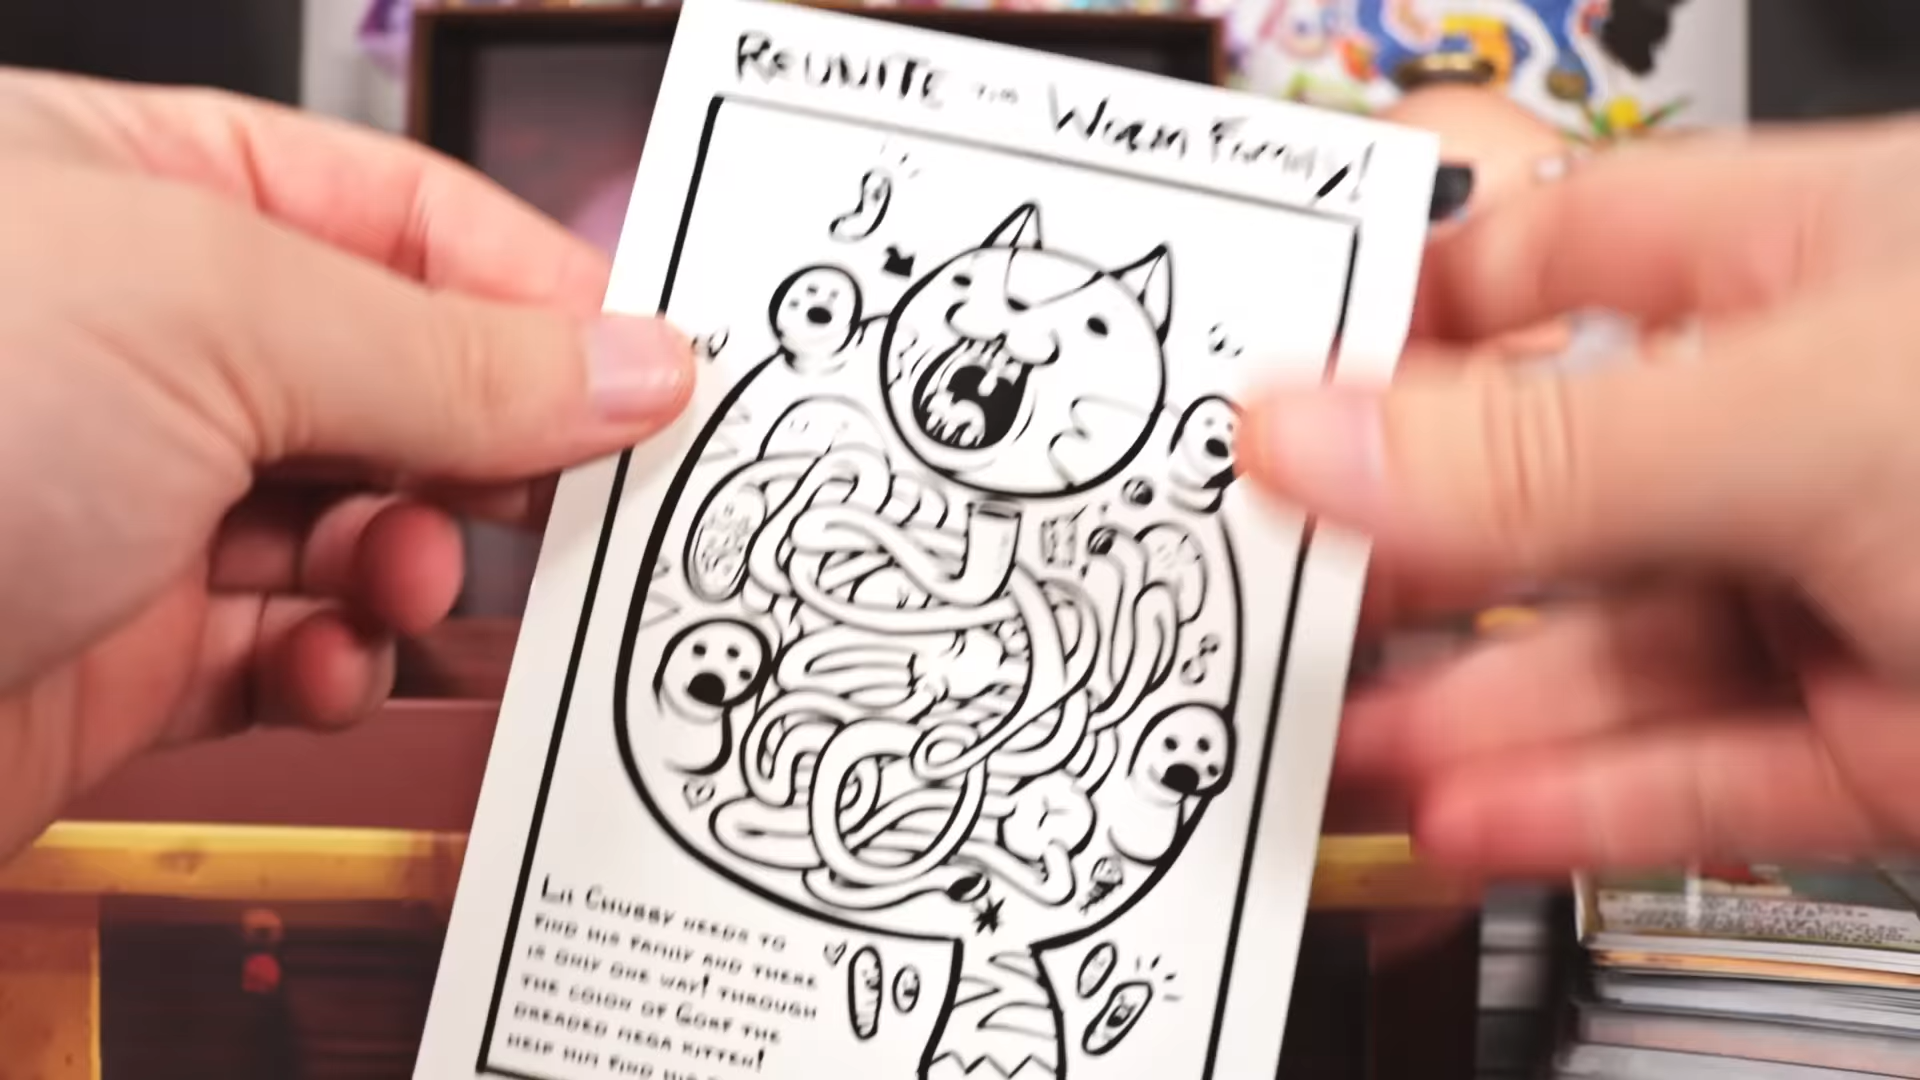 REUNITE THE WORM FAMILY!
LIL CHUBBY NEEDS TO
FIND HIS FAMILY AND THERE
IS ONLY ONE WAY! THROUGH
THE COLON OF GORF THE
DREADED MEGA KITTEN!
HELP HIM FIND HIS